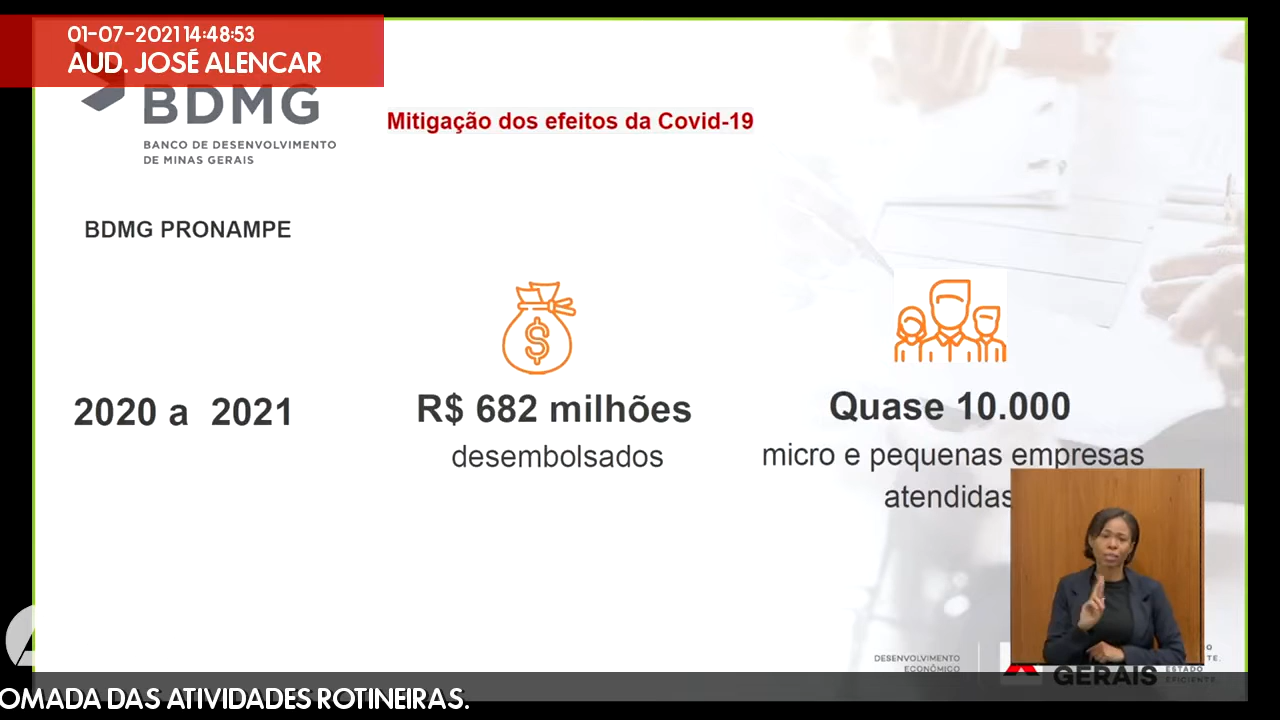 01-07-2021 14:48:53
AUD. JOSÉ ALENCAR
BDMG
BANCO DE DESENVOLVIMENTO
DE MINAS GERAIS
Mitigação dos efeitos da Covid-19
BDMG PRONAMPE
2020 a 2021
R$ 682 milhões
desembolsados
Quase 10.000
micro e pequenas empresas
atendidas
DESENVOLVIMENTO
ECONÔMICO
GERAIS
ESTADO
EFICIENTE.
OMADA DAS ATIVIDADES ROTINEIRAS.